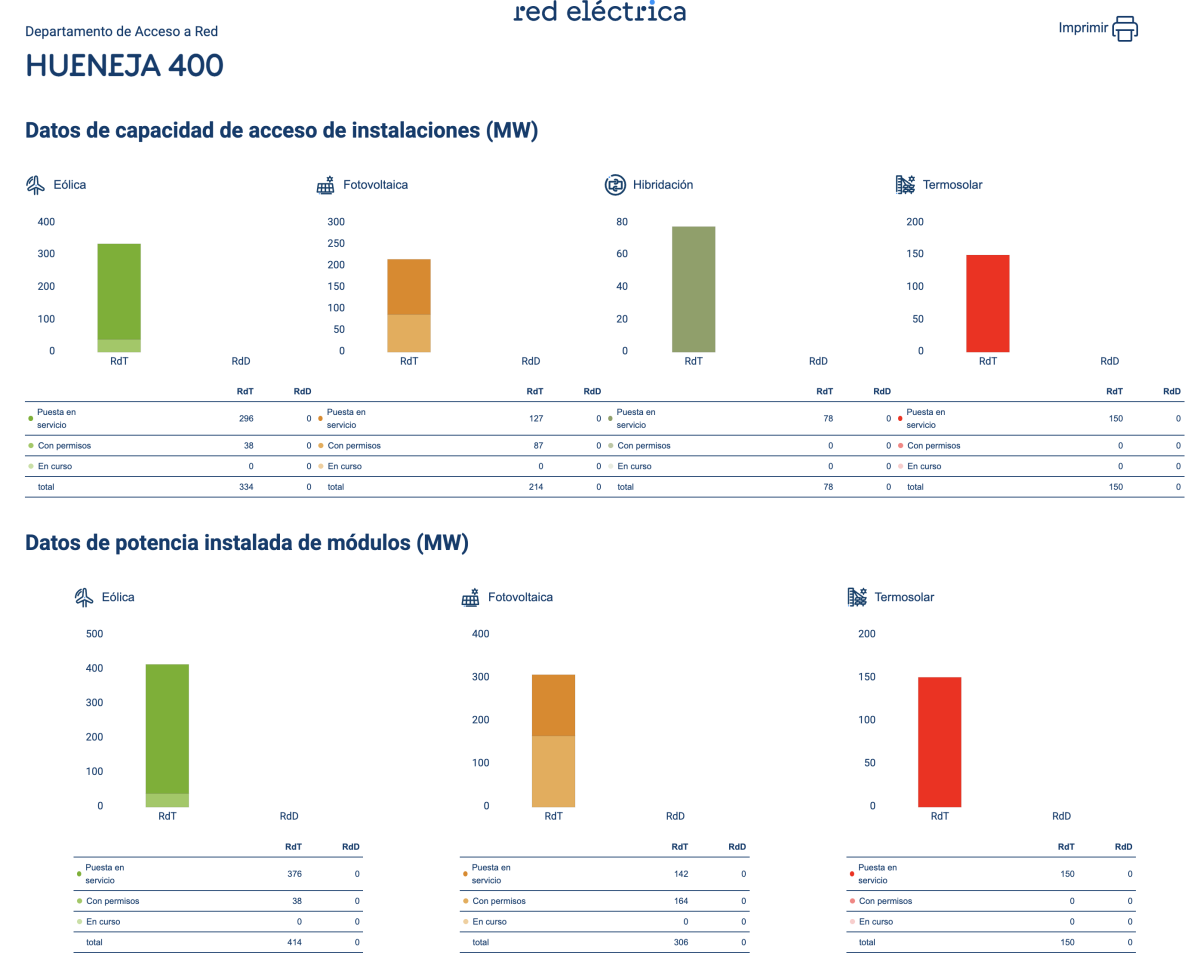 red eléctrica
Departamento de Acceso a Red
Imprimir
HUENEJA 400
Datos de capacidad de acceso de instalaciones (MW)
Eólica
400
300
200
100
0
RdT RdD
RdT RdD
Puesta en
servicio 296 0
Con permisos 38 0
En curso 0 0
total 334 0
Fotovoltaica
300
250
200
150
100
50
0
RdT RdD
RdT RdD
Puesta en
servicio 127 0
Con permisos 87 0
En curso 0 0
total 214 0
Hibridación
80
60
40
20
0
RdT RdD
RdT RdD
Puesta en
servicio 78 0
Con permisos 0 0
En curso 0 0
total 78 0
Termosolar
200
150
100
50
0
RdT RdD
RdT RdD
Puesta en
servicio 150 0
Con permisos 0 0
En curso 0 0
total 150 0
Datos de potencia instalada de módulos (MW)
Eólica
500
400
300
200
100
0
RdT RdD
RdT RdD
Puesta en
servicio 376 0
Con permisos 38 0
En curso 0 0
total 414 0
Fotovoltaica
400
300
200
100
0
RdT RdD
RdT RdD
Puesta en
servicio 142 0
Con permisos 164 0
En curso 0 0
total 306 0
Termosolar
200
150
100
50
0
RdT RdD
RdT RdD
Puesta en
servicio 150 0
Con permisos 0 0
En curso 0 0
total 150 0